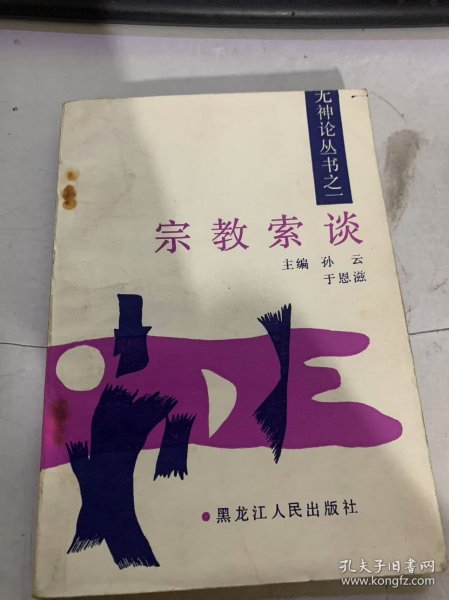 无神论丛书之一
宗教索谈
主编 孙云
于恩滋
黑龙江人民出版社
孔夫子旧书网
www.kongfz.com